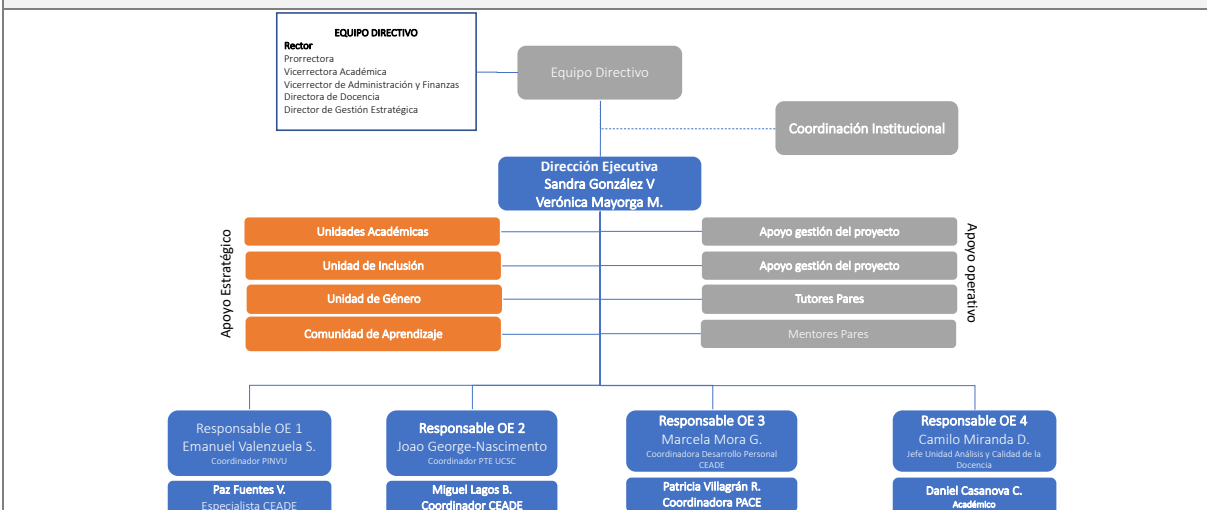 EQUIPO DIRECTIVO
Rector
Prorrectora
Vicerrectora Académica
Vicerrector de Administración y Finanzas
Directora de Docencia
Director de Gestión Estratégica
Equipo Directivo
Coordinación Institucional
Dirección Ejecutiva
Sandra González V
Verónica Mayorga M.
Apoyo Estratégico
Unidades Académicas
Unidad de Inclusión
Unidad de Género
Comunidad de Aprendizaje
Apoyo gestión del proyecto
Apoyo gestión del proyecto
Tutores Pares
Mentores Pares
Apoyo operativo
Responsable OE 1
Emanuel Valenzuela S.
Coordinador PINVU
Paz Fuentes V.
Especialista CEADE
Responsable OE 2
Joao George-Nascimento
Coordinador PTE UCSC
Miguel Lagos B.
Coordinador CEADE
Responsable OE 3
Marcela Mora G.
Coordinadora Desarrollo Personal
CEADE
Patricia Villagrán R.
Coordinadora PACE
Responsable OE 4
Camilo Miranda D.
Jefe Unidad Análisis y Calidad de la
Docencia
Daniel Casanova C.
Académico